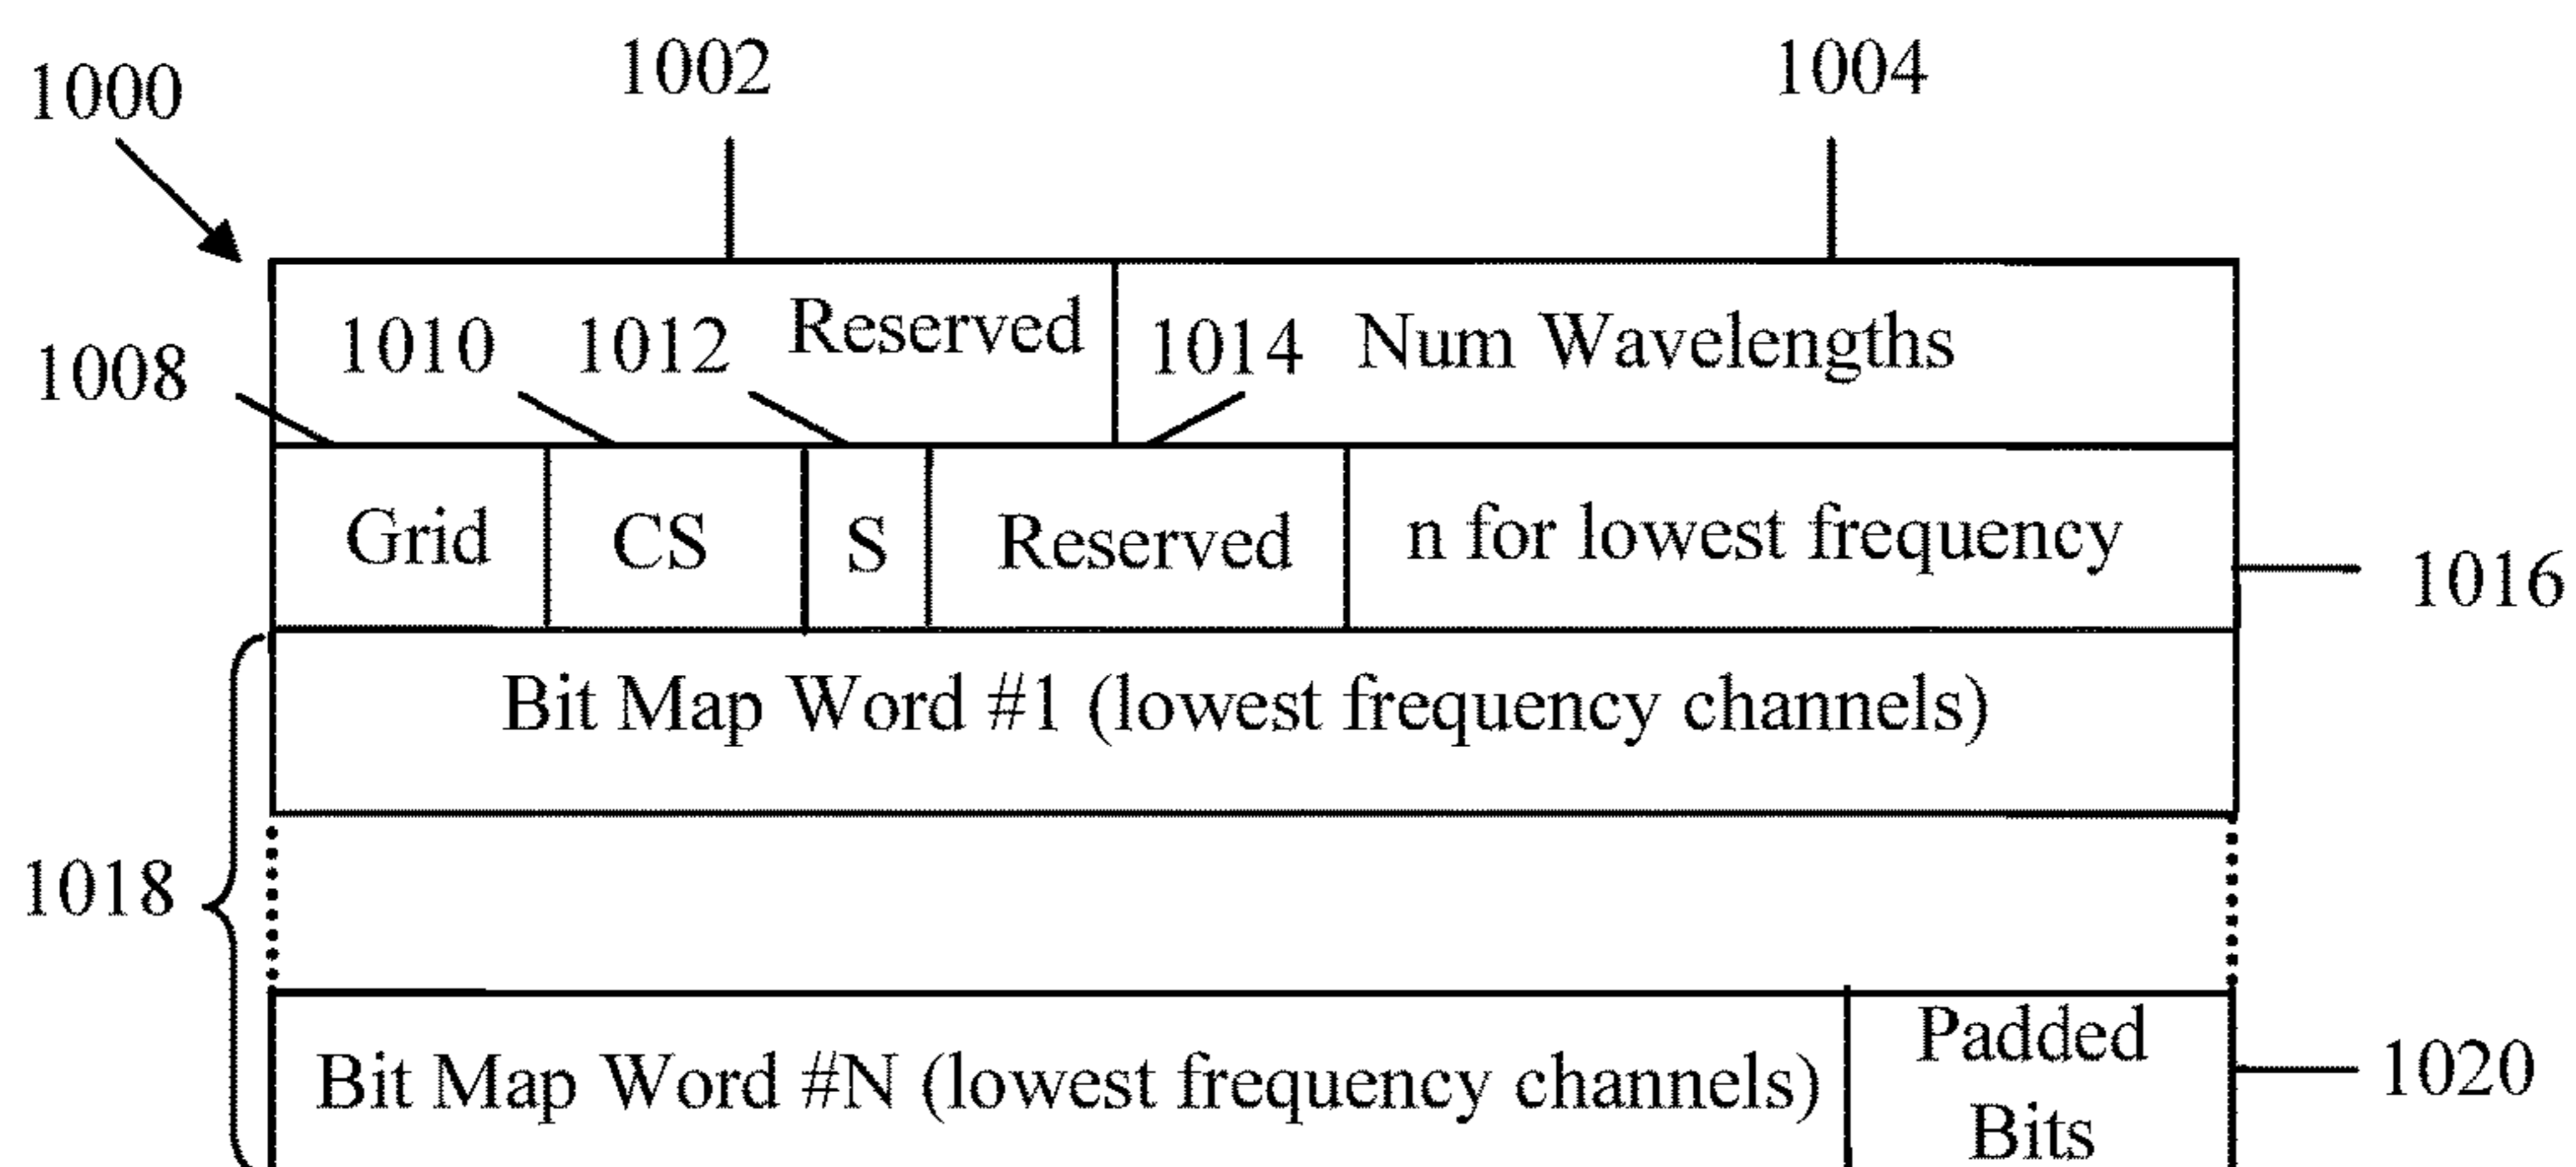 1000 1002 1004
1008 1010 1012 Reserved 1014 Num Wavelengths
Grid CS S Reserved n for lowest frequency 1016
Bit Map Word #1 (lowest frequency channels)
1018
Bit Map Word #N (lowest frequency channels) Padded Bits 1020